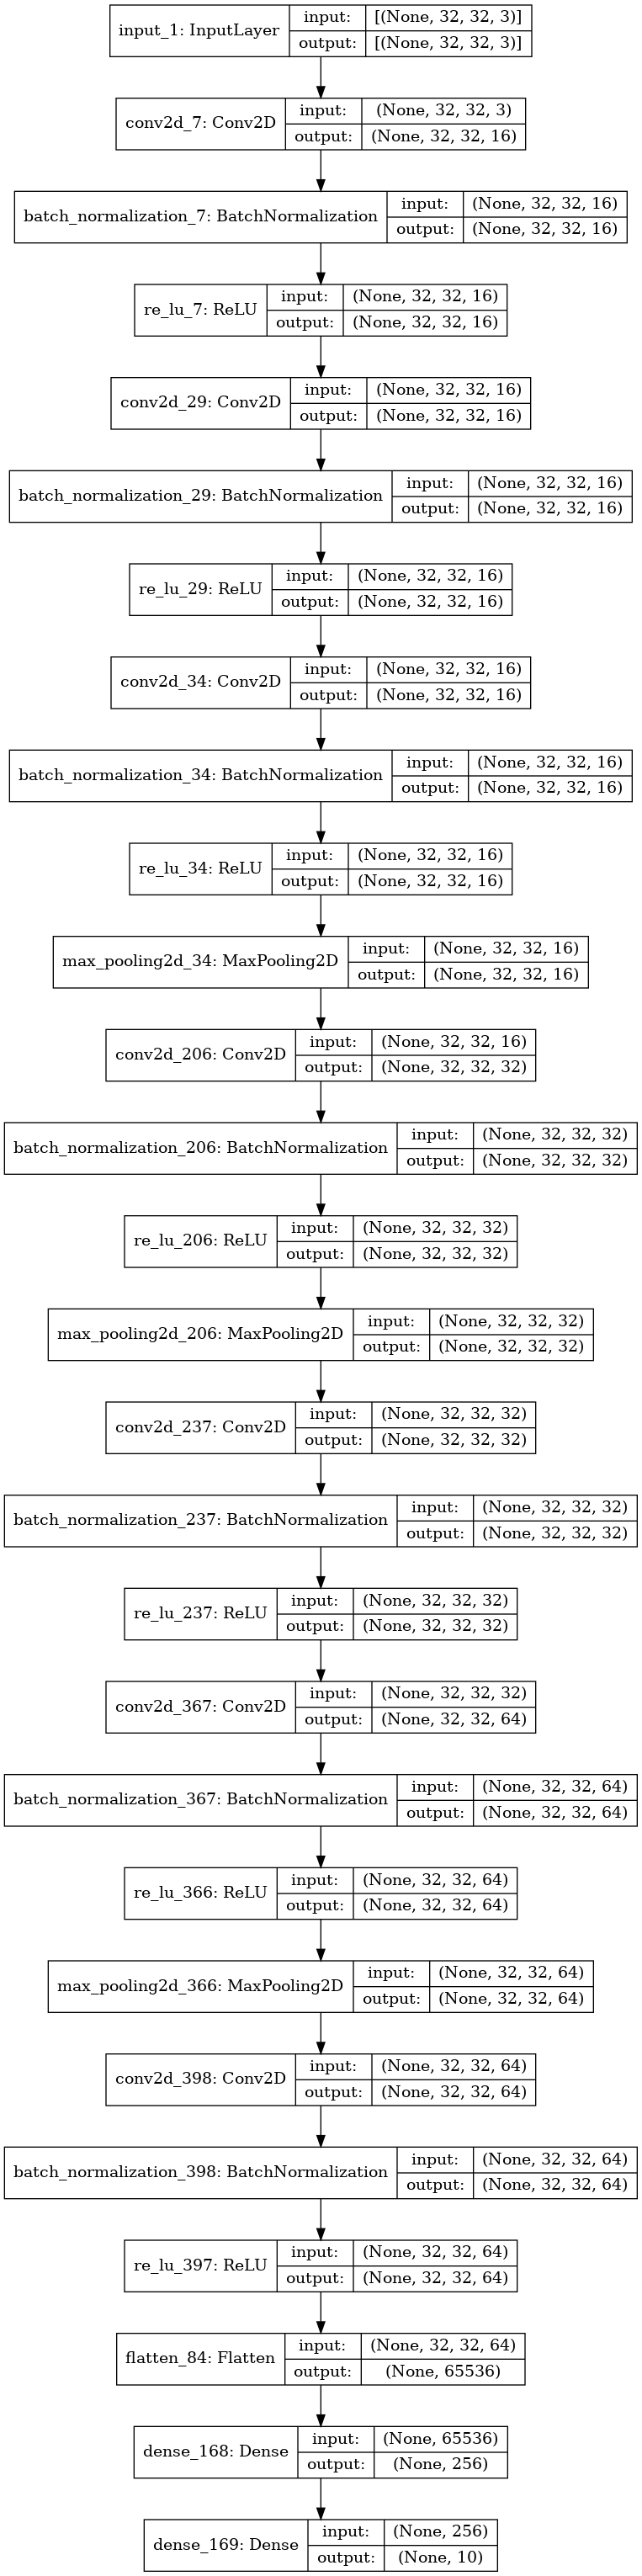 input_1: InputLayer
input:
[(None, 32, 32, 3)]
output:
[(None, 32, 32, 3)]
conv2d_7: Conv2D
input:
(None, 32, 32, 3)
output:
(None, 32, 32, 16)
batch_normalization_7: BatchNormalization
input:
(None, 32, 32, 16)
output:
(None, 32, 32, 16)
re_lu_7: ReLU
input:
(None, 32, 32, 16)
output:
(None, 32, 32, 16)
conv2d_29: Conv2D
input:
(None, 32, 32, 16)
output:
(None, 32, 32, 16)
batch_normalization_29: BatchNormalization
input:
(None, 32, 32, 16)
output:
(None, 32, 32, 16)
re_lu_29: ReLU
input:
(None, 32, 32, 16)
output:
(None, 32, 32, 16)
conv2d_34: Conv2D
input:
(None, 32, 32, 16)
output:
(None, 32, 32, 16)
batch_normalization_34: BatchNormalization
input:
(None, 32, 32, 16)
output:
(None, 32, 32, 16)
re_lu_34: ReLU
input:
(None, 32, 32, 16)
output:
(None, 32, 32, 16)
max_pooling2d_34: MaxPooling2D
input:
(None, 32, 32, 16)
output:
(None, 32, 32, 16)
conv2d_206: Conv2D
input:
(None, 32, 32, 16)
output:
(None, 32, 32, 32)
batch_normalization_206: BatchNormalization
input:
(None, 32, 32, 32)
output:
(None, 32, 32, 32)
re_lu_206: ReLU
input:
(None, 32, 32, 32)
output:
(None, 32, 32, 32)
max_pooling2d_206: MaxPooling2D
input:
(None, 32, 32, 32)
output:
(None, 32, 32, 32)
conv2d_237: Conv2D
input:
(None, 32, 32, 32)
output:
(None, 32, 32, 32)
batch_normalization_237: BatchNormalization
input:
(None, 32, 32, 32)
output:
(None, 32, 32, 32)
re_lu_237: ReLU
input:
(None, 32, 32, 32)
output:
(None, 32, 32, 32)
conv2d_367: Conv2D
input:
(None, 32, 32, 32)
output:
(None, 32, 32, 64)
batch_normalization_367: BatchNormalization
input:
(None, 32, 32, 64)
output:
(None, 32, 32, 64)
re_lu_366: ReLU
input:
(None, 32, 32, 64)
output:
(None, 32, 32, 64)
max_pooling2d_366: MaxPooling2D
input:
(None, 32, 32, 64)
output:
(None, 32, 32, 64)
conv2d_398: Conv2D
input:
(None, 32, 32, 64)
output:
(None, 32, 32, 64)
batch_normalization_398: BatchNormalization
input:
(None, 32, 32, 64)
output:
(None, 32, 32, 64)
re_lu_397: ReLU
input:
(None, 32, 32, 64)
output:
(None, 32, 32, 64)
flatten_84: Flatten
input:
(None, 32, 32, 64)
output:
(None, 65536)
dense_168: Dense
input:
(None, 65536)
output:
(None, 256)
dense_169: Dense
input:
(None, 256)
output:
(None, 10)